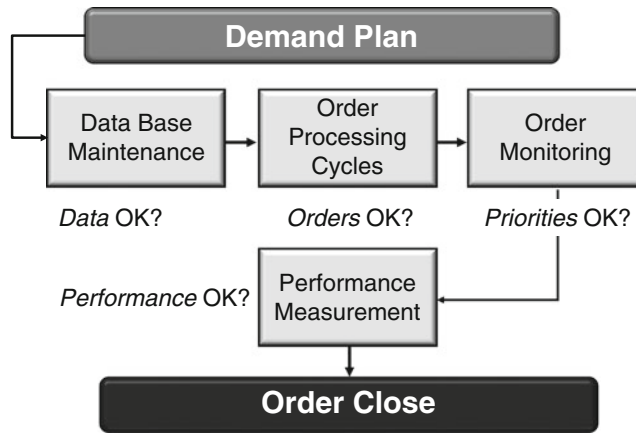 Demand Plan
Data Base
Maintenance
Order
Processing
Cycles
Order
Monitoring
Data OK?
Orders OK?
Priorities OK?
Performance OK?
Performance
Measurement
Order Close